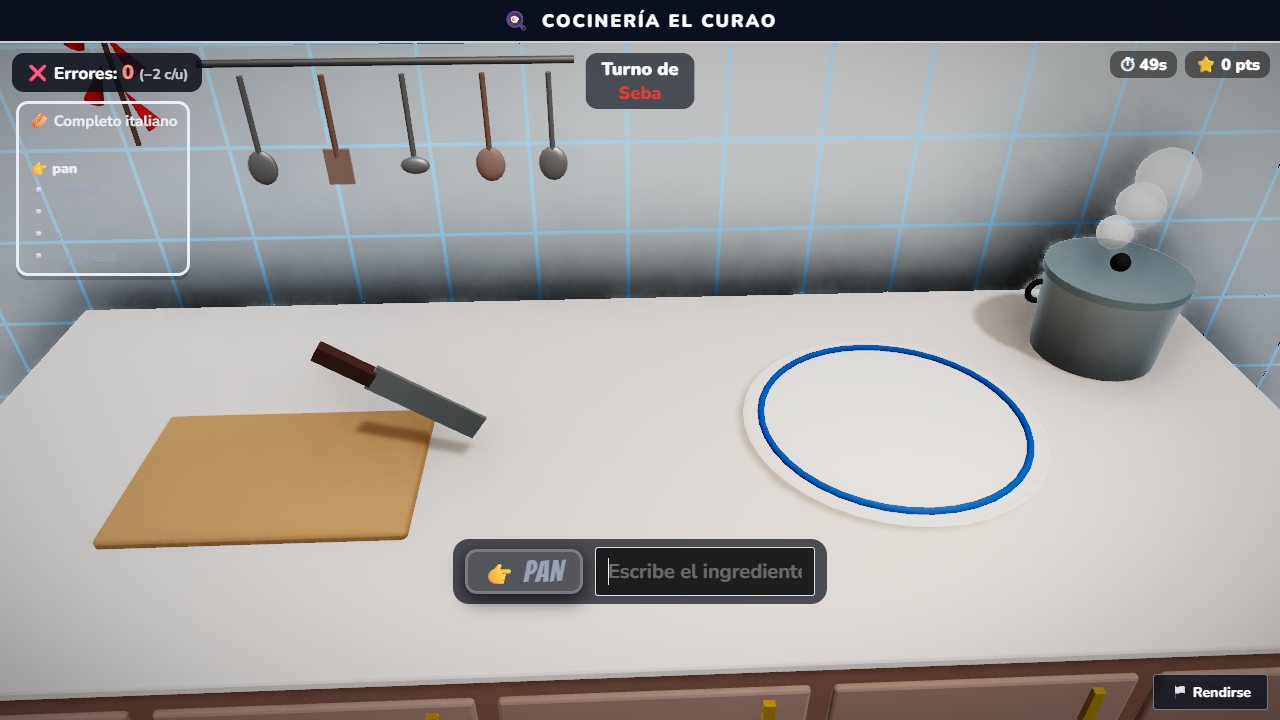 COCINERÍA EL CURAO
Errores: 0 (−2 c/u)
Turno de
Seba
49s
0 pts
Completo italiano
pan
mayonesa
PAN
Escribe el ingrediente
Rendirse